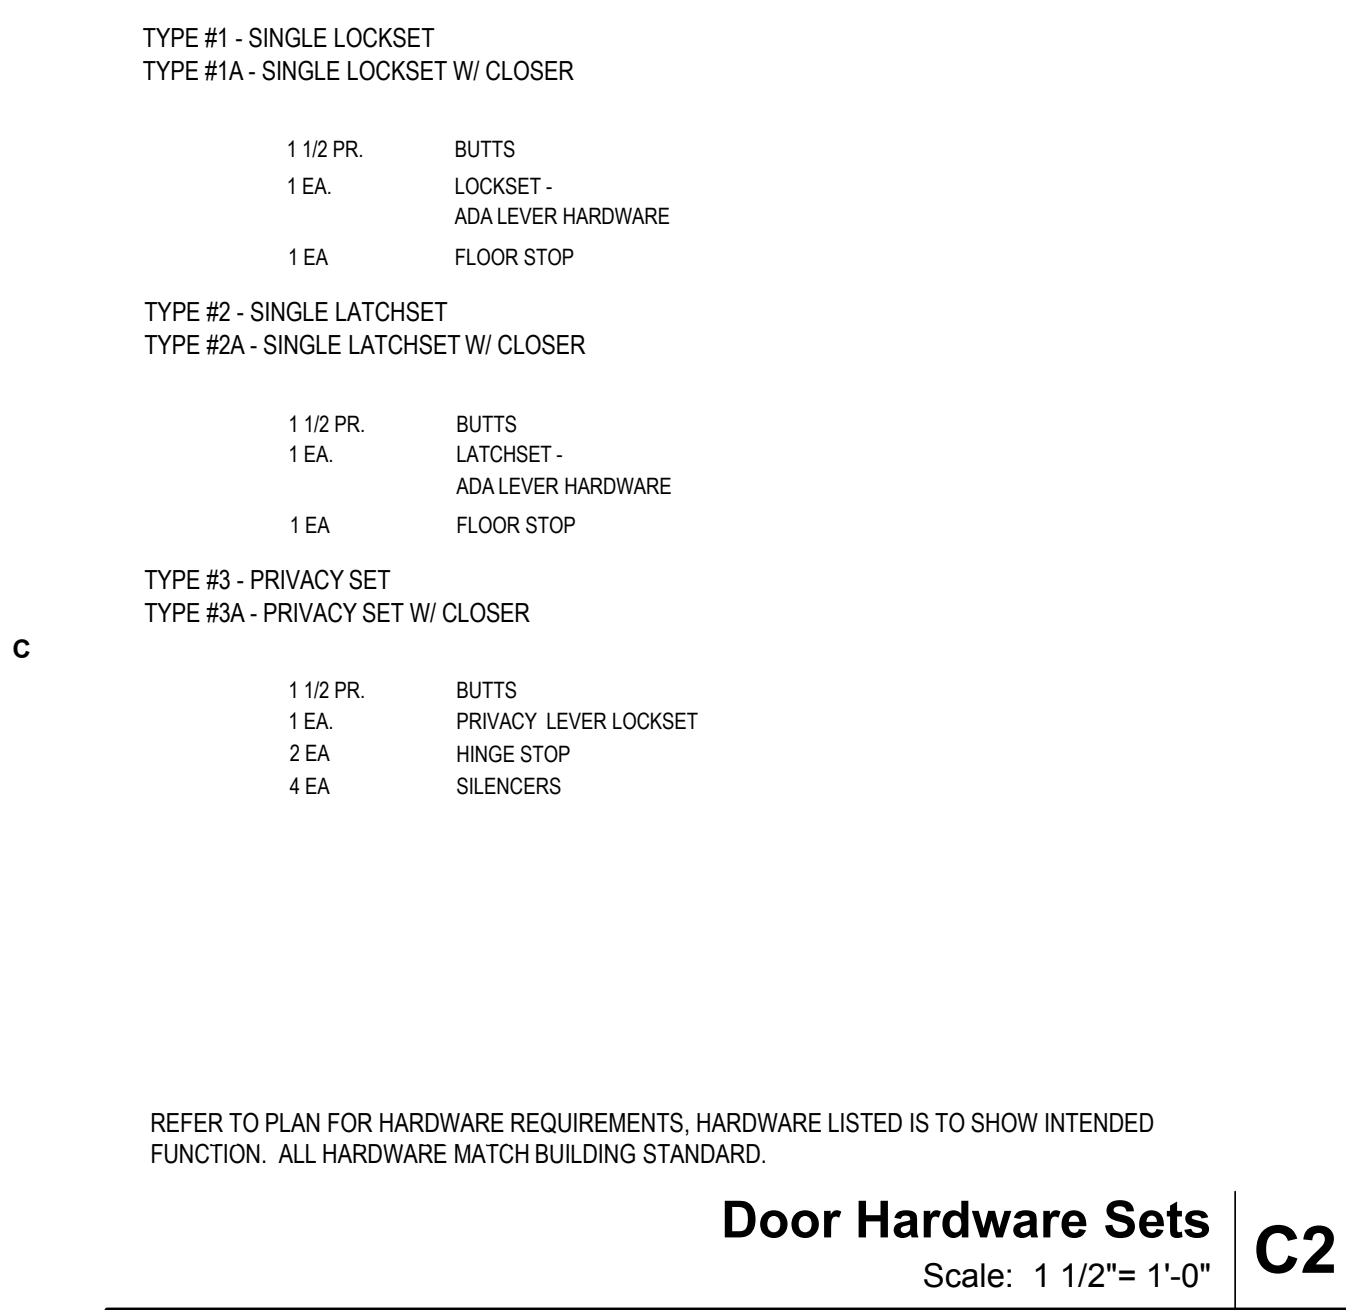 TYPE #1 - SINGLE LOCKSET
TYPE #1A - SINGLE LOCKSET W/ CLOSER
1 1/2 PR. BUTTS
1 EA. LOCKSET -
ADA LEVER HARDWARE
1 EA FLOOR STOP
TYPE #2 - SINGLE LATCHSET
TYPE #2A - SINGLE LATCHSET W/ CLOSER
1 1/2 PR. BUTTS
1 EA. LATCHSET -
ADA LEVER HARDWARE
1 EA FLOOR STOP
TYPE #3 - PRIVACY SET
TYPE #3A - PRIVACY SET W/ CLOSER
C
1 1/2 PR. BUTTS
1 EA. PRIVACY LEVER LOCKSET
2 EA HINGE STOP
4 EA SILENCERS
REFER TO PLAN FOR HARDWARE REQUIREMENTS, HARDWARE LISTED IS TO SHOW INTENDED
FUNCTION. ALL HARDWARE MATCH BUILDING STANDARD.
Door Hardware Sets
Scale: 1 1/2"= 1'-0"
C2